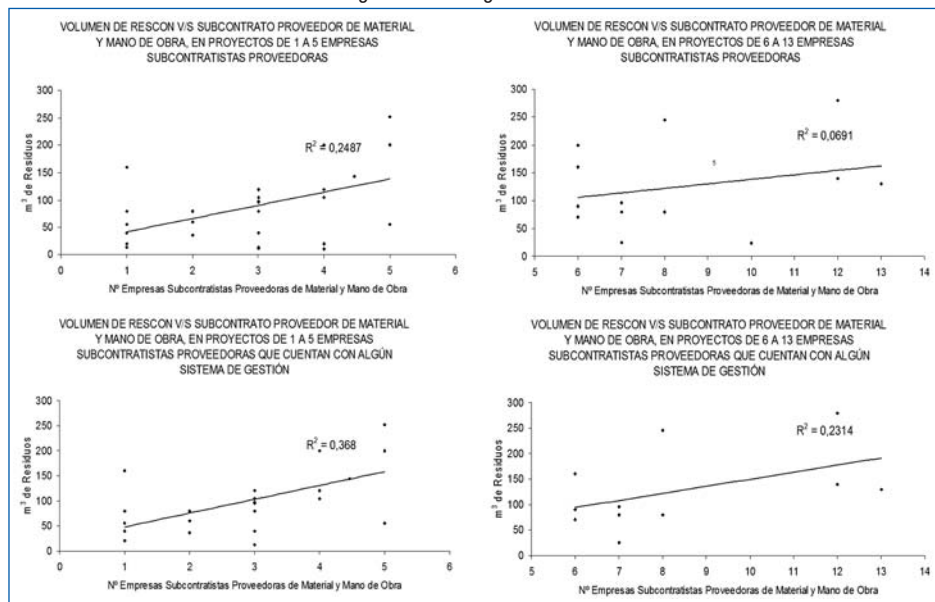 VOLUMEN DE RESCON V/S SUBCONTRATO PROVEEDOR DE MATERIAL
Y MANO DE OBRA, EN PROYECTOS DE 1 A 5 EMPRESAS
SUBCONTRATISTAS PROVEEDORAS
m³ de Residuos
300
250
200
150
100
50
0
R² = 0,2487
0 1 2 3 4 5 6
Nº Empresas Subcontratistas Proveedoras de Material y Mano de Obra
VOLUMEN DE RESCON V/S SUBCONTRATO PROVEEDOR DE MATERIAL
Y MANO DE OBRA, EN PROYECTOS DE 6 A 13 EMPRESAS
SUBCONTRATISTAS PROVEEDORAS
m³ de Residuos
300
250
200
150
100
50
0
R² = 0,0691
5
5 6 7 8 9 10 11 12 13 14
Nº Empresas Subcontratistas Proveedoras de Material y Mano de Obra
VOLUMEN DE RESCON V/S SUBCONTRATO PROVEEDOR DE MATERIAL
Y MANO DE OBRA, EN PROYECTOS DE 1 A 5 EMPRESAS
SUBCONTRATISTAS PROVEEDORAS QUE CUENTAN CON ALGÚN
SISTEMA DE GESTIÓN
m³ de Residuos
300
250
200
150
100
50
0
R² = 0,368
0 1 2 3 4 5 6
Nº Empresas Subcontratistas Proveedoras de Material y Mano de Obra
VOLUMEN DE RESCON V/S SUBCONTRATO PROVEEDOR DE MATERIAL
Y MANO DE OBRA, EN PROYECTOS DE 6 A 13 EMPRESAS
SUBCONTRATISTAS PROVEEDORAS QUE CUENTAN CON ALGÚN
SISTEMA DE GESTIÓN
m³ de Residuos
300
250
200
150
100
50
0
R² = 0,2314
5 6 7 8 9 10 11 12 13 14
Nº Empresas Subcontratistas Proveedoras de Material y Mano de Obra